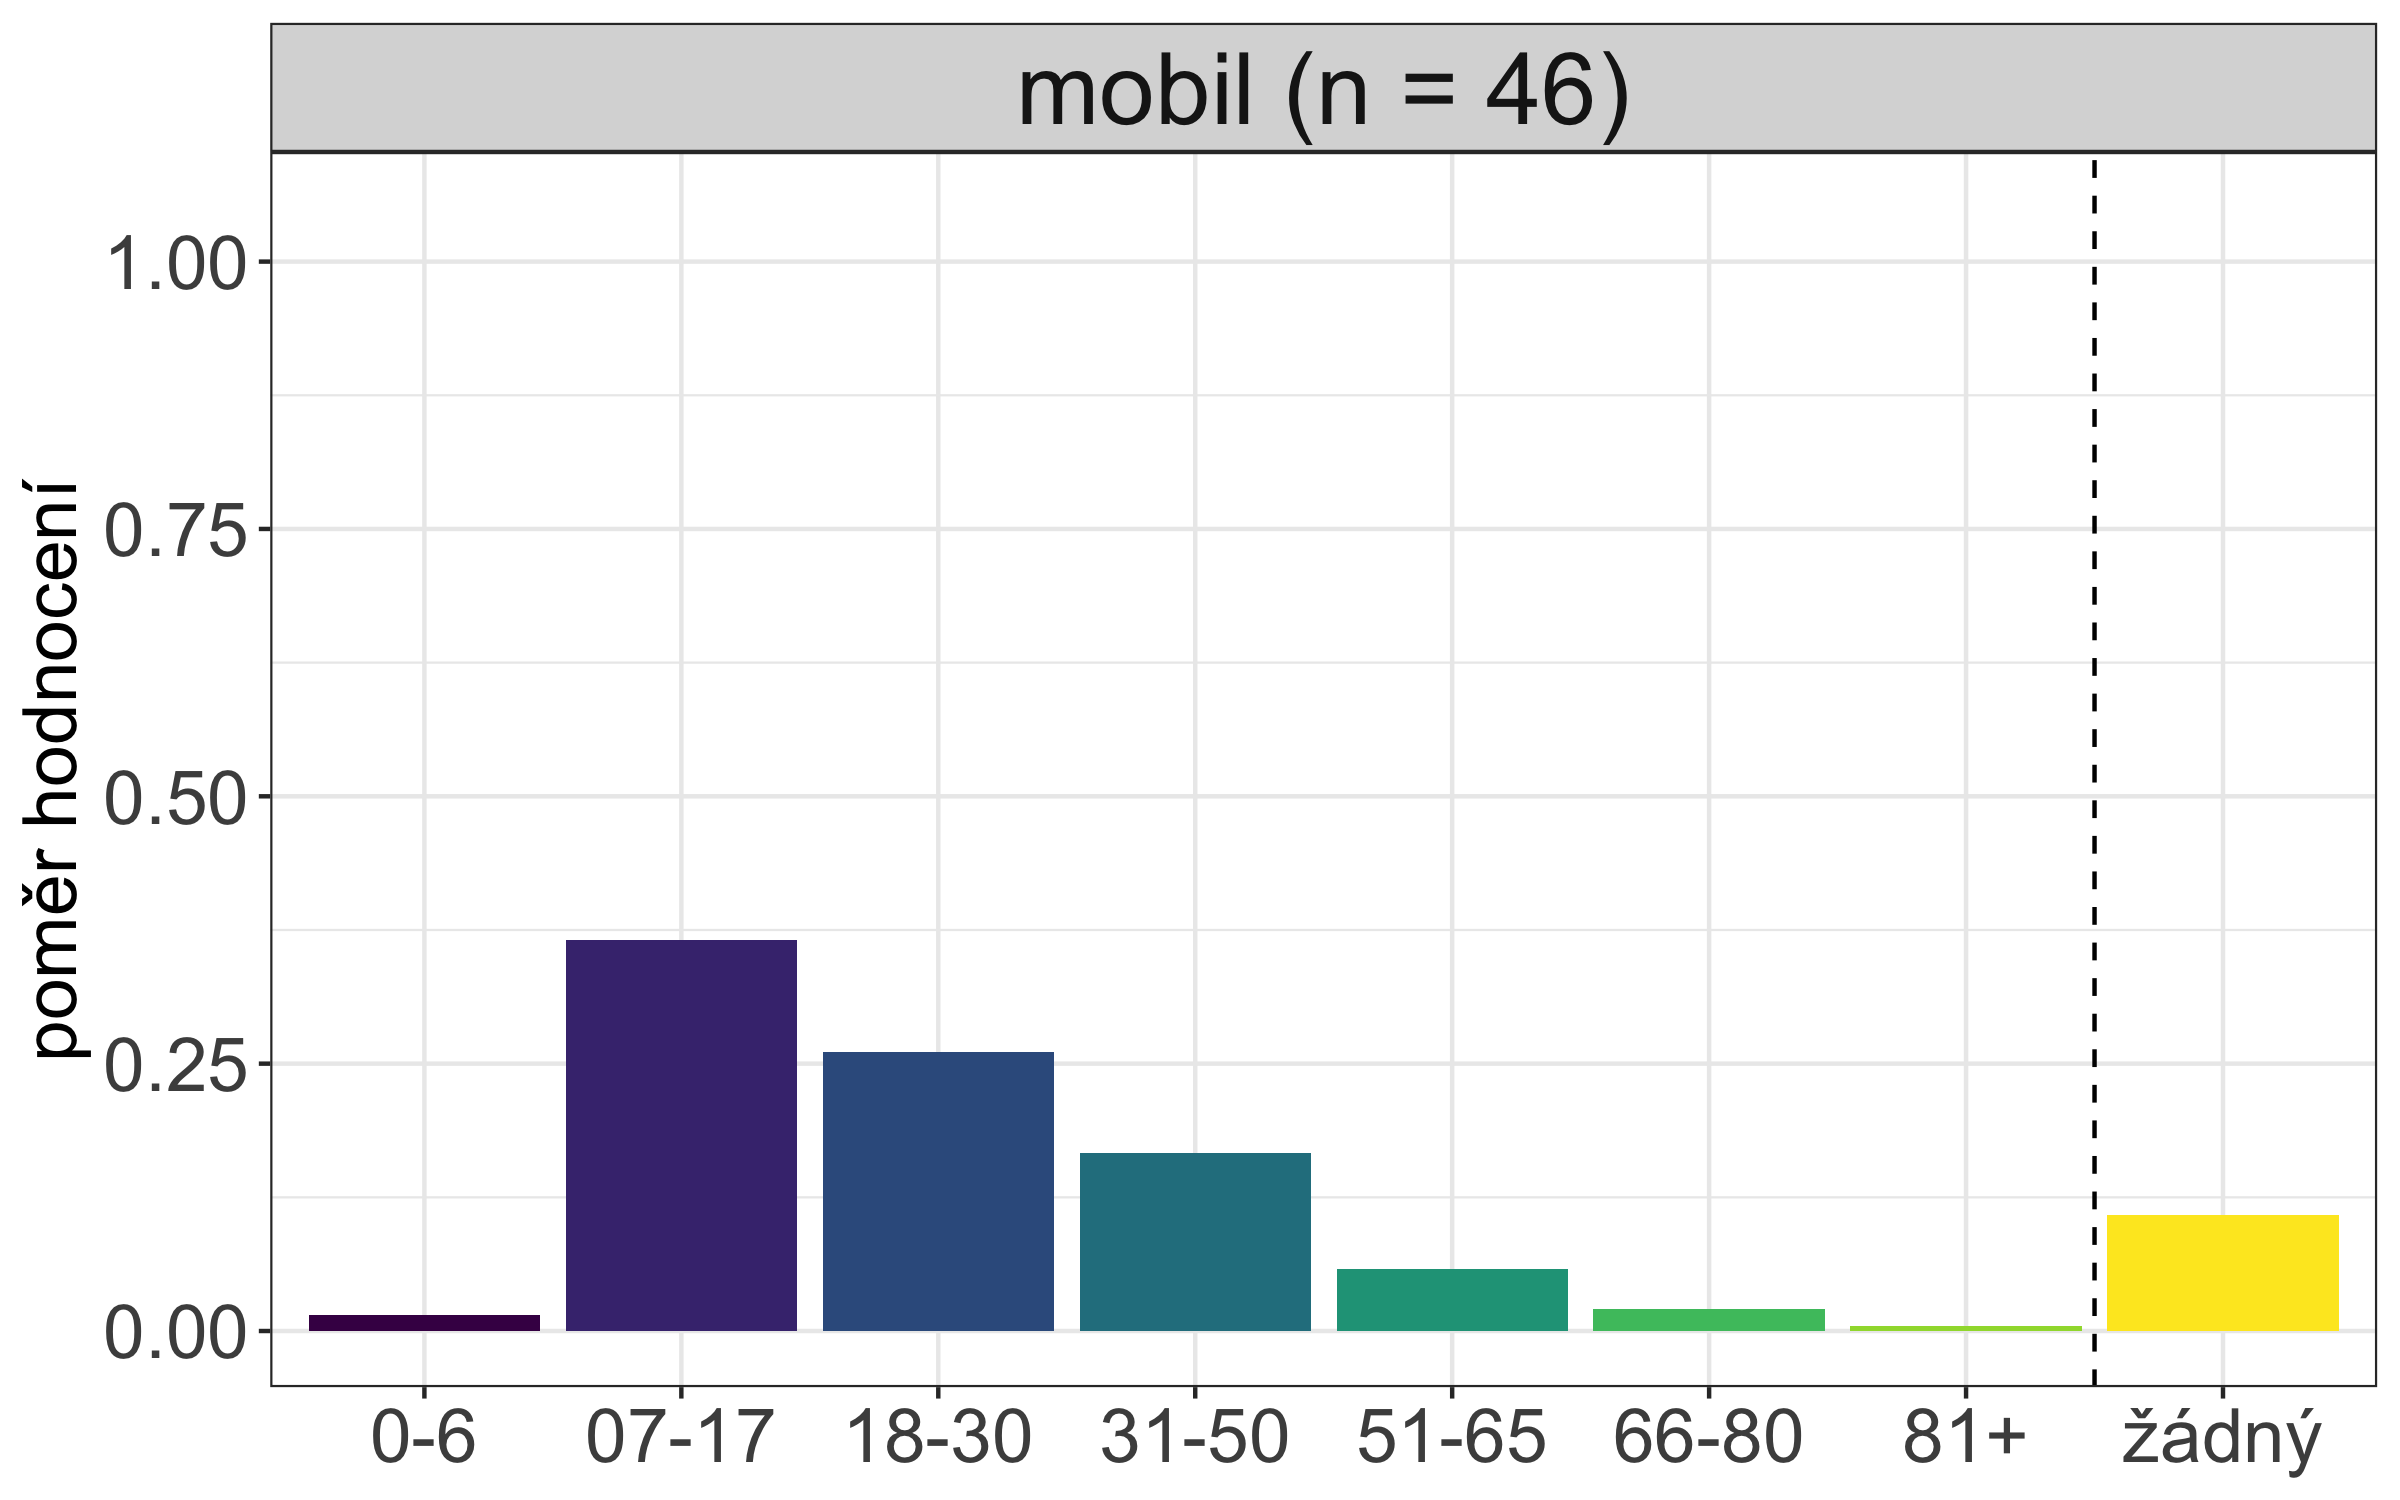 mobil (n = 46)
poměr hodnocení
1.00
0.75
0.50
0.25
0.00
0-6 07-17 18-30 31-50 51-65 66-80 81+ žádný